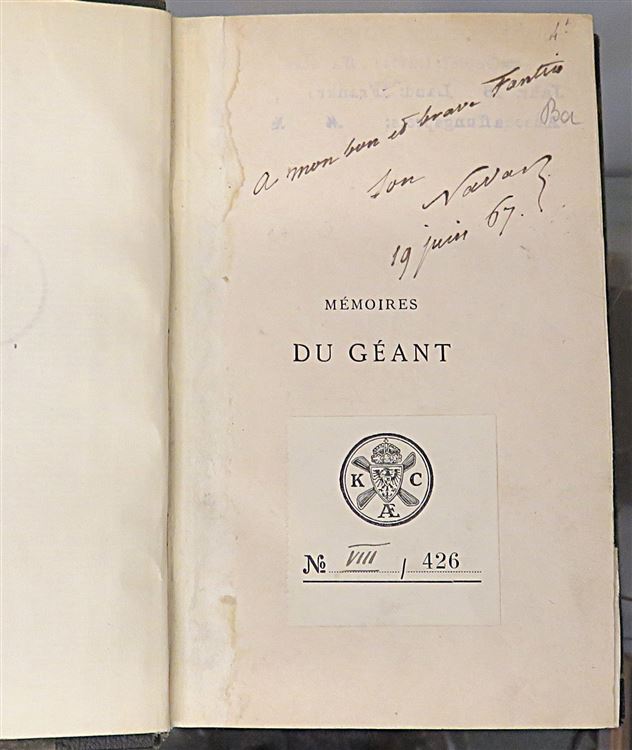 A mon bon et brave Fantin
son Nadar
19 juin 67.
MÉMOIRES
DU GÉANT
K C
Æ
No VIII / 426